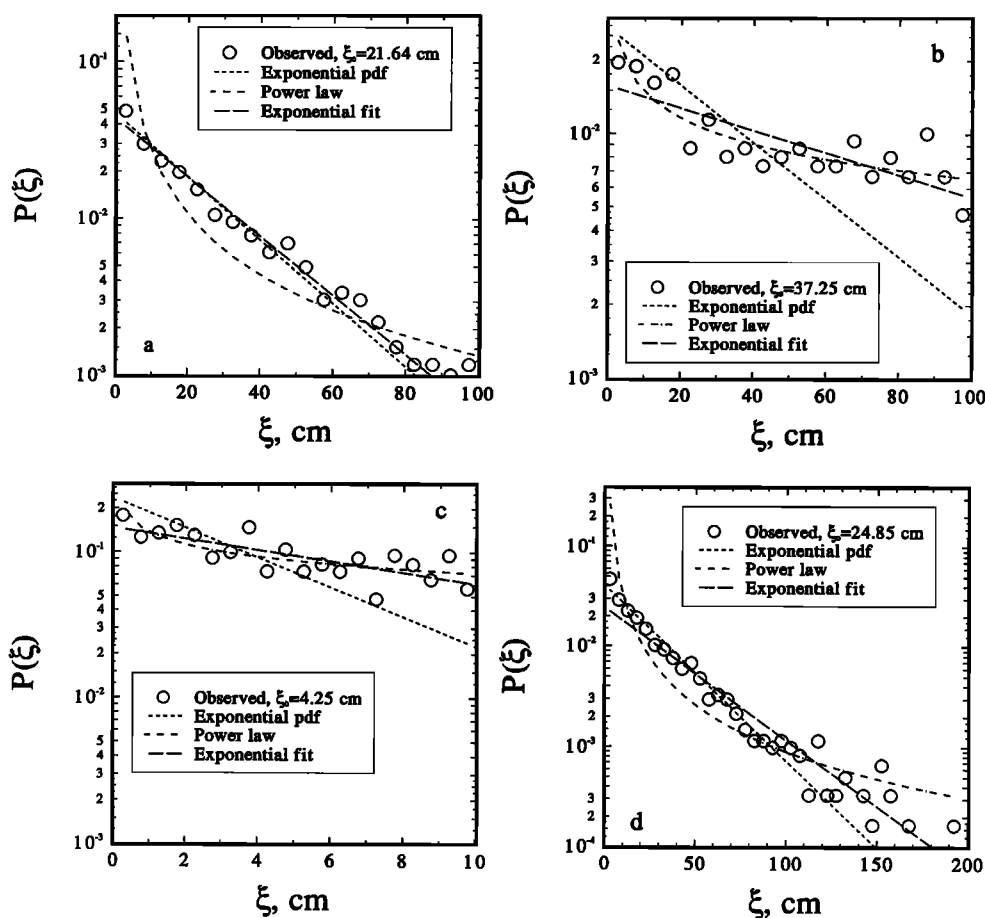 10⁻¹
5
4
3
2
10⁻²
5
4
3
2
10⁻³
P(ξ)
Observed, ξ₀=21.64 cm
Exponential pdf
Power law
Exponential fit
a
0 20 40 60 80 100
ξ, cm
2
10⁻²
7
6
5
4
3
2
10⁻³
P(ξ)
b
Observed, ξ₀=37.25 cm
Exponential pdf
Power law
Exponential fit
0 20 40 60 80 100
ξ, cm
c
2
10⁻¹
5
4
3
2
10⁻²
5
4
3
2
10⁻³
P(ξ)
Observed, ξ₀=4.25 cm
Exponential pdf
Power law
Exponential fit
0 2 4 6 8 10
ξ, cm
3
2
10⁻¹
5
3
2
10⁻²
5
3
2
10⁻³
5
3
2
10⁻⁴
P(ξ)
Observed, ξ₀=24.85 cm
Exponential pdf
Power law
Exponential fit
d
0 50 100 150 200
ξ, cm